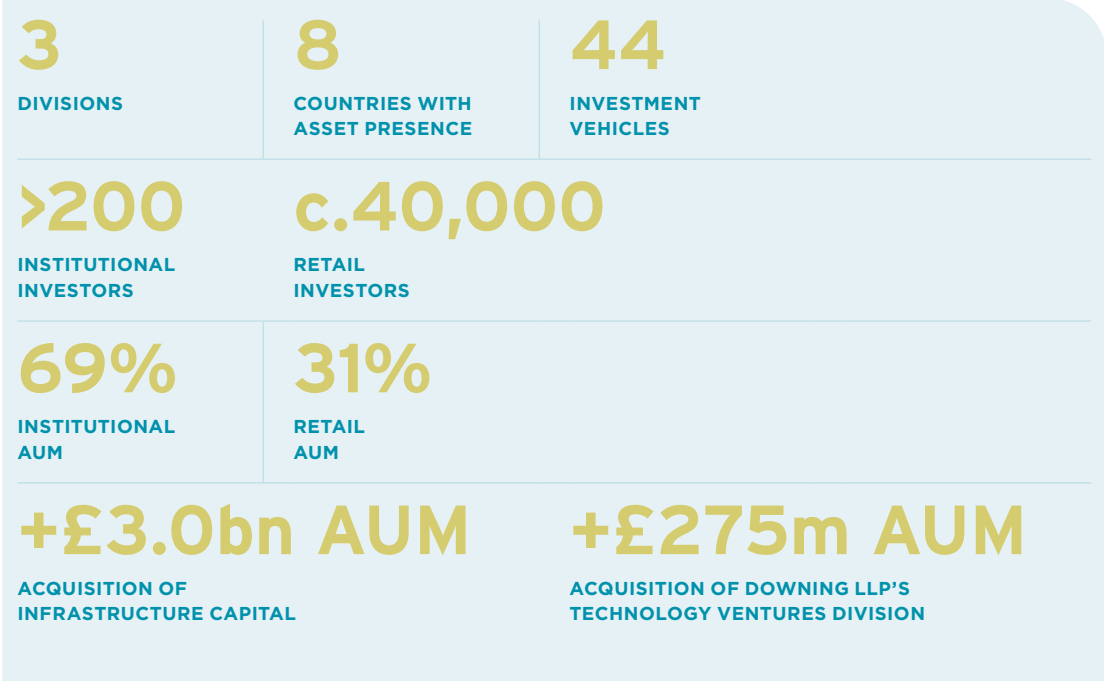 3
DIVISIONS
8
COUNTRIES WITH
ASSET PRESENCE
44
INVESTMENT
VEHICLES
>200
INSTITUTIONAL
INVESTORS
c.40,000
RETAIL
INVESTORS
69%
INSTITUTIONAL
AUM
31%
RETAIL
AUM
+£3.0bn AUM
ACQUISITION OF
INFRASTRUCTURE CAPITAL
+£275m AUM
ACQUISITION OF DOWNING LLP’S
TECHNOLOGY VENTURES DIVISION